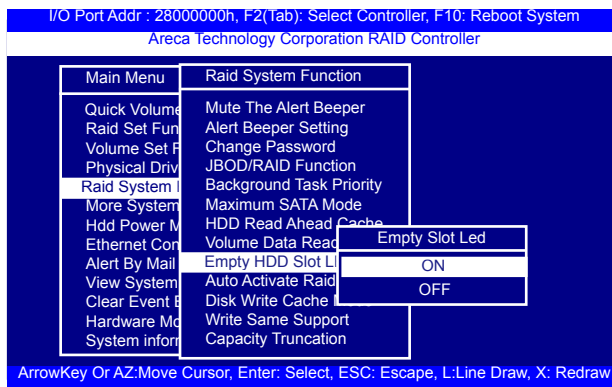 I/O Port Addr : 28000000h, F2(Tab): Select Controller, F10: Reboot System
Areca Technology Corporation RAID Controller
Main Menu
Quick Volume
Raid Set Fun
Volume Set
Physical Driv
Raid System
More System
Hdd Power M
Ethernet Con
Alert By Mail
View System
Clear Event
Hardware Mo
System inform
Raid System Function
Mute The Alert Beeper
Alert Beeper Setting
Change Password
JBOD/RAID Function
Background Task Priority
Maximum SATA Mode
HDD Read Ahead Cache
Volume Data Read
Empty HDD Slot L
Auto Activate Raid
Disk Write Cache
Write Same Support
Capacity Truncation
Empty Slot Led
ON
OFF
ArrowKey Or AZ:Move Cursor, Enter: Select, ESC: Escape, L:Line Draw, X: Redraw